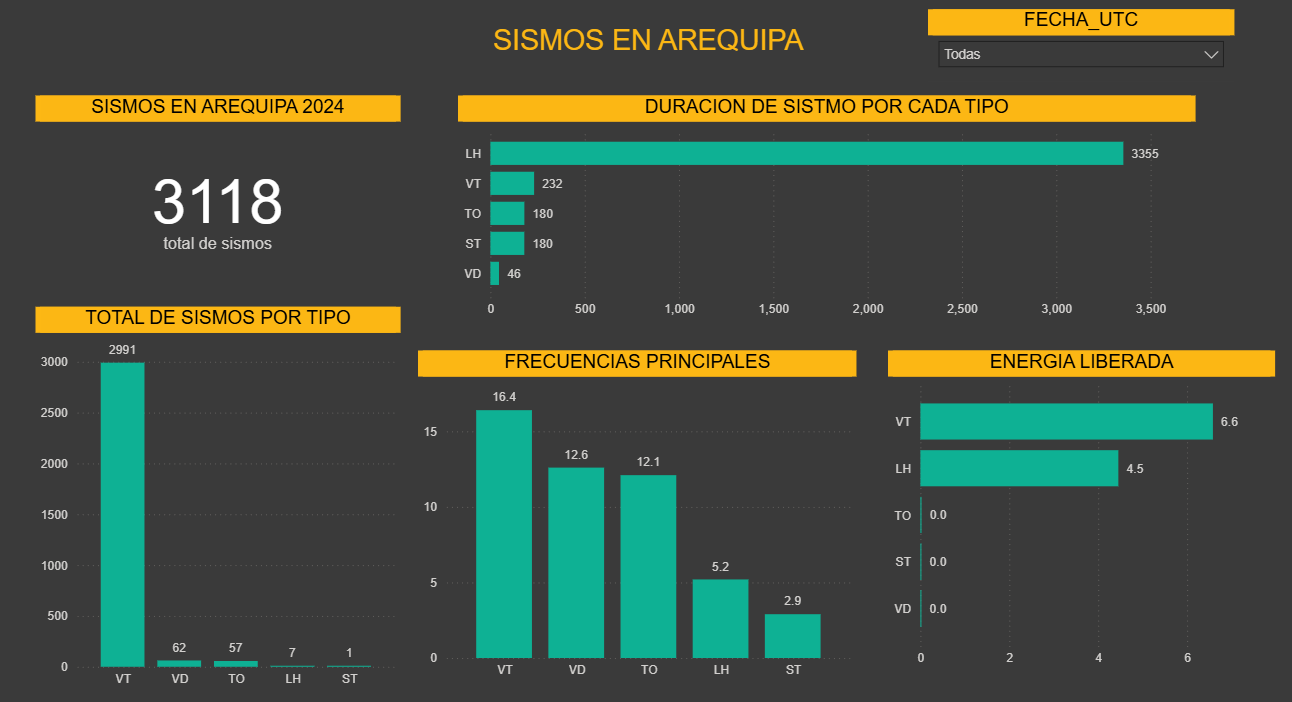 SISMOS EN AREQUIPA
FECHA_UTC
Todas
SISMOS EN AREQUIPA 2024
3118
total de sismos
DURACION DE SISTMO POR CADA TIPO
LH 3355
VT 232
TO 180
ST 180
VD 46
0 500 1,000 1,500 2,000 2,500 3,000 3,500
TOTAL DE SISMOS POR TIPO
3000
2500
2000
1500
1000
500
0
2991 62 57 7 1
VT VD TO LH ST
FRECUENCIAS PRINCIPALES
15
10
5
0
16.4 12.6 12.1 5.2 2.9
VT VD TO LH ST
ENERGIA LIBERADA
VT 6.6
LH 4.5
TO 0.0
ST 0.0
VD 0.0
0 2 4 6